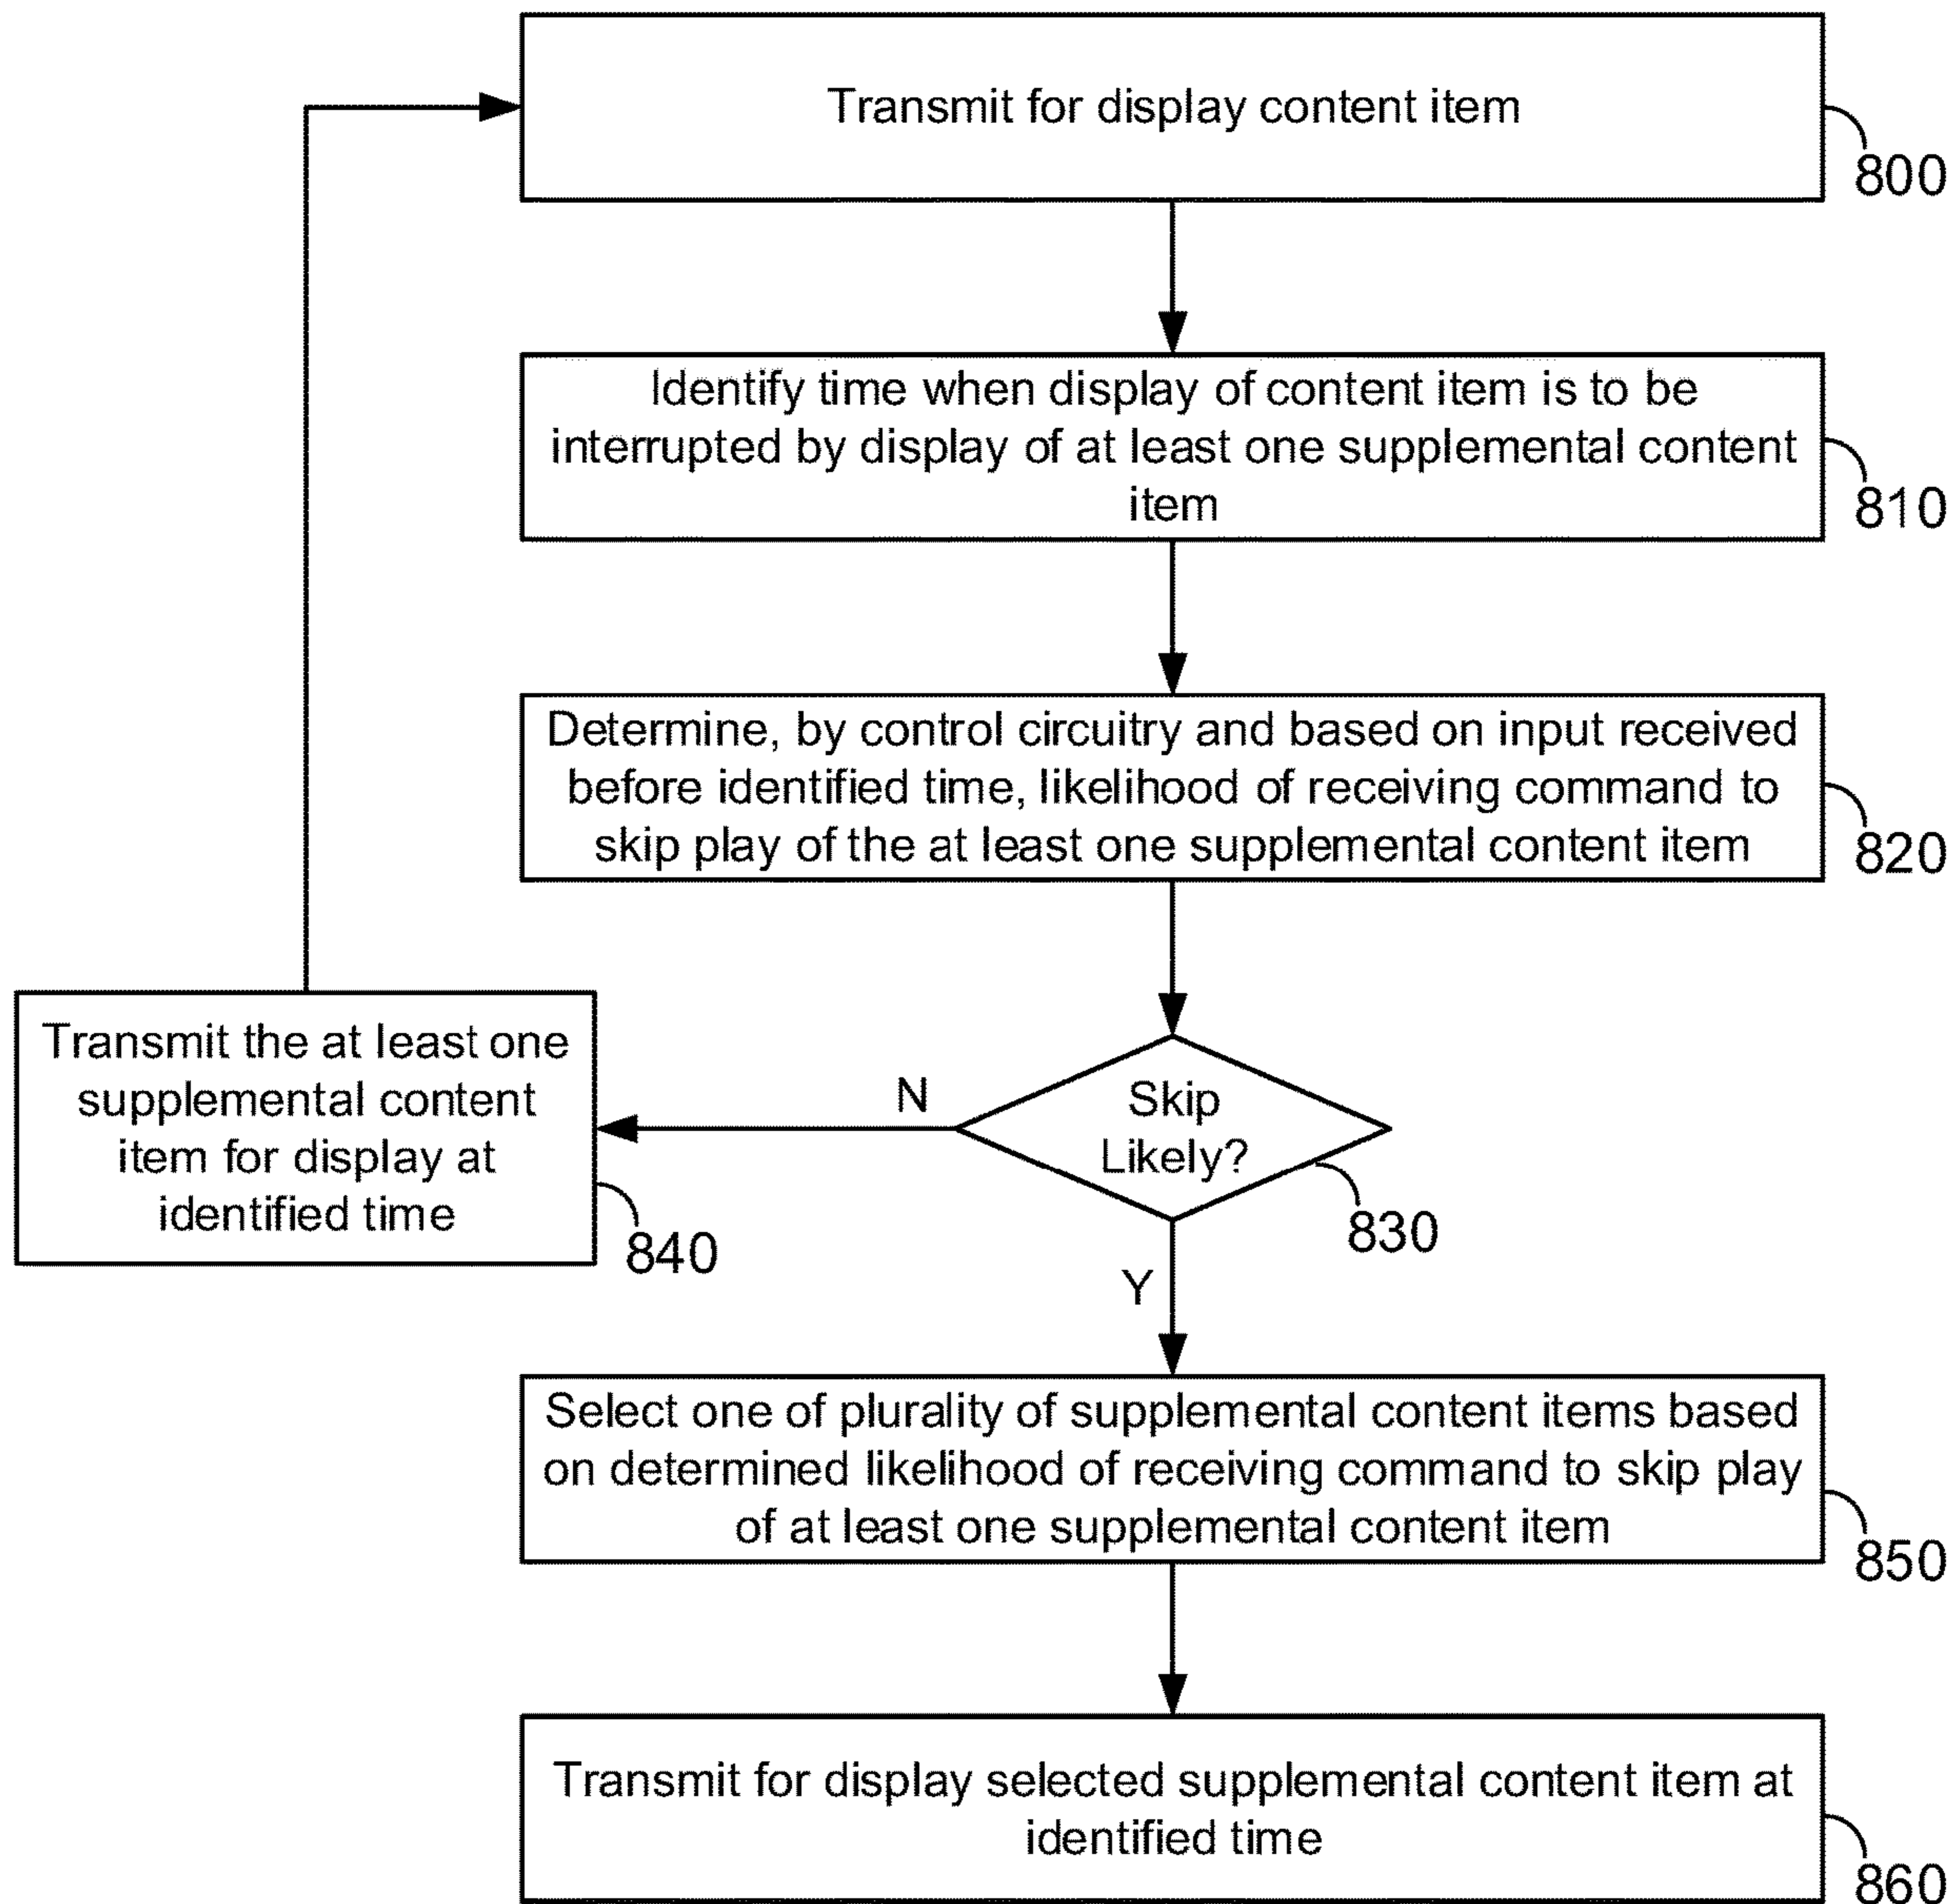 Transmit for display content item
800
Identify time when display of content item is to be
interrupted by display of at least one supplemental content
item
810
Determine, by control circuitry and based on input received
before identified time, likelihood of receiving command to
skip play of the at least one supplemental content item
820
Skip
Likely?
830
N
Transmit the at least one
supplemental content
item for display at
identified time
840
Y
Select one of plurality of supplemental content items based
on determined likelihood of receiving command to skip play
of at least one supplemental content item
850
Transmit for display selected supplemental content item at
identified time
860